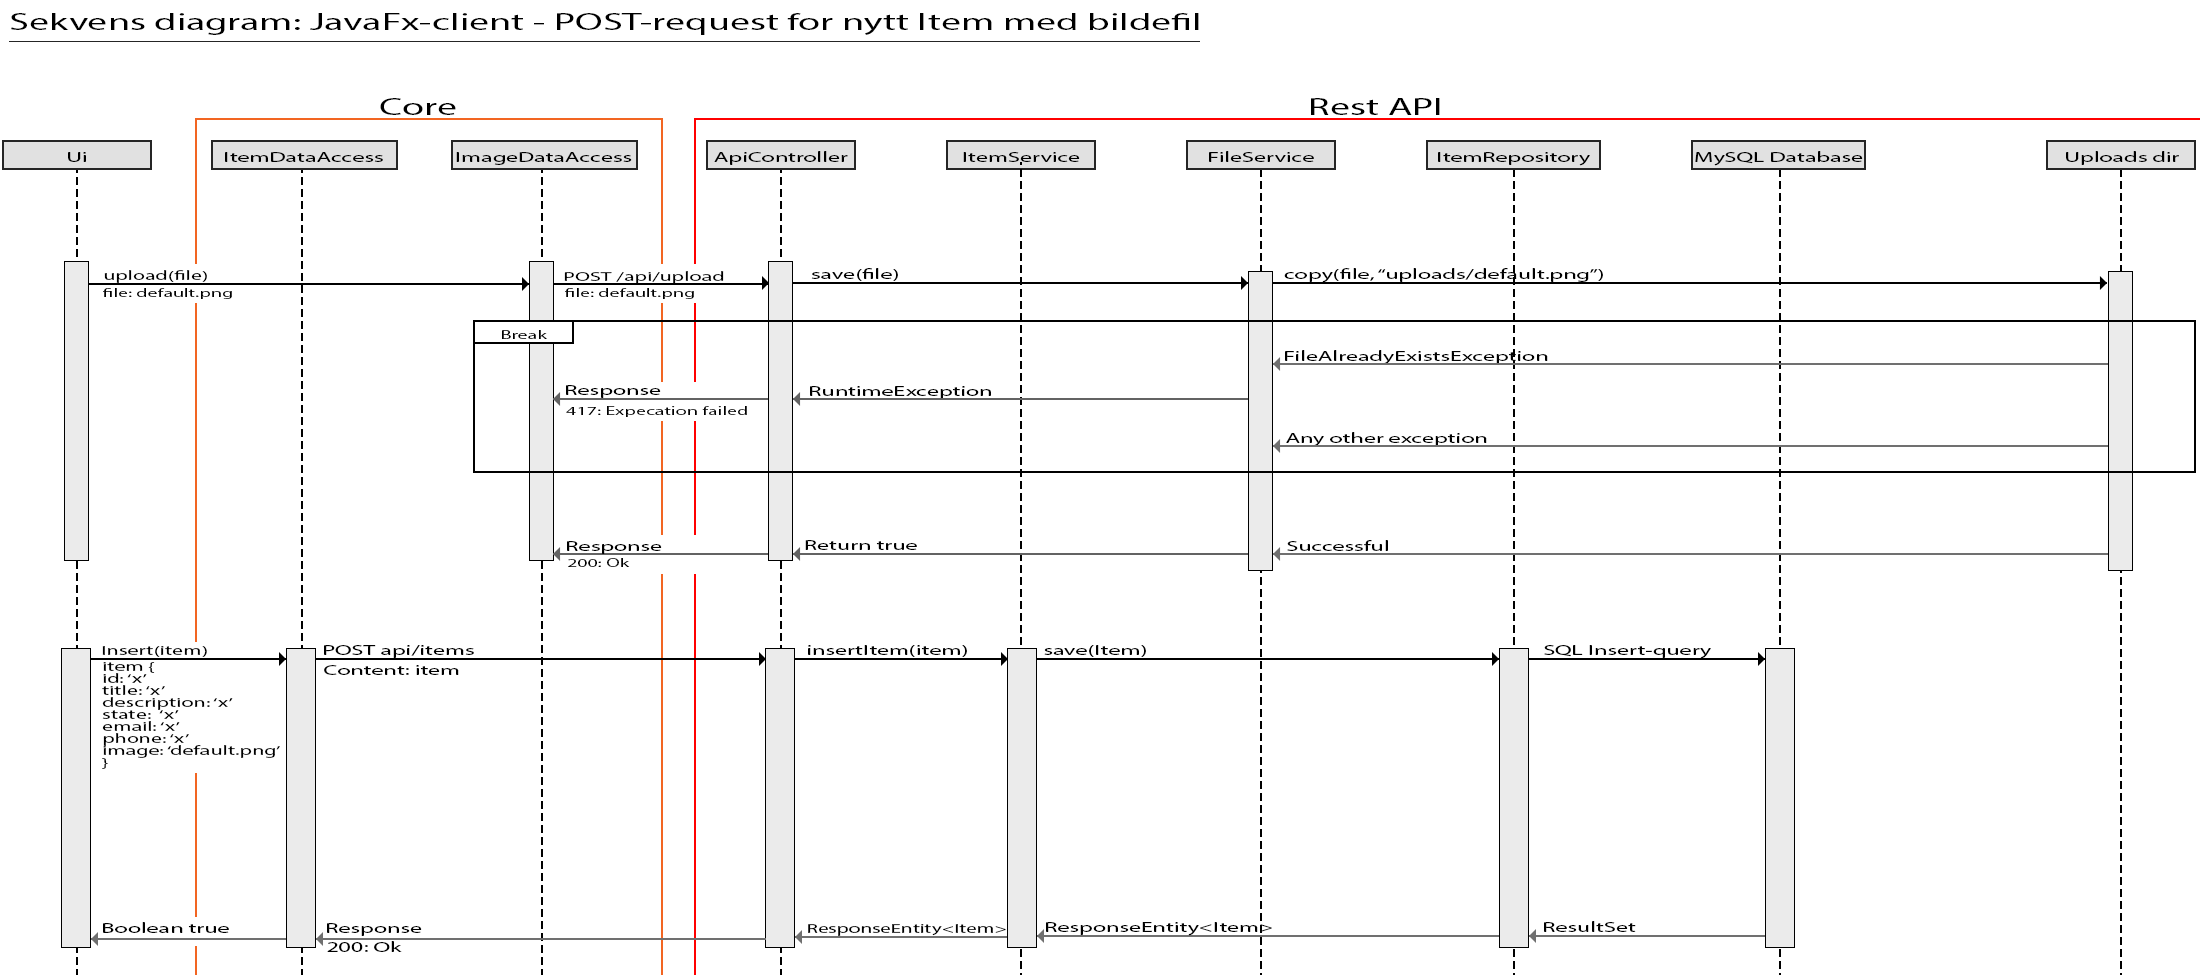 Sekvens diagram: JavaFx-client - POST-request for nytt Item med bildefil
Core
Rest API
Ui
ItemDataAccess
ImageDataAccess
ApiController
ItemService
FileService
ItemRepository
MySQL Database
Uploads dir
upload(file)
file: default.png
POST /api/upload
file: default.png
save(file)
copy(file, “uploads/default.png”)
Break
FileAlreadyExistsException
Response
417: Expecation failed
RuntimeException
Any other exception
Response
200: Ok
Return true
Successful
Insert(item)
item {
id: ‘x’
title: ‘x’
description: ‘x’
state: ‘x’
email: ‘x’
phone: ‘x’
image: ‘default.png’
}
POST api/items
Content: item
insertItem(item)
save(Item)
SQL Insert-query
Boolean true
Response
200: Ok
ResponseEntity<Item>
ResponseEntity<Item>
ResultSet